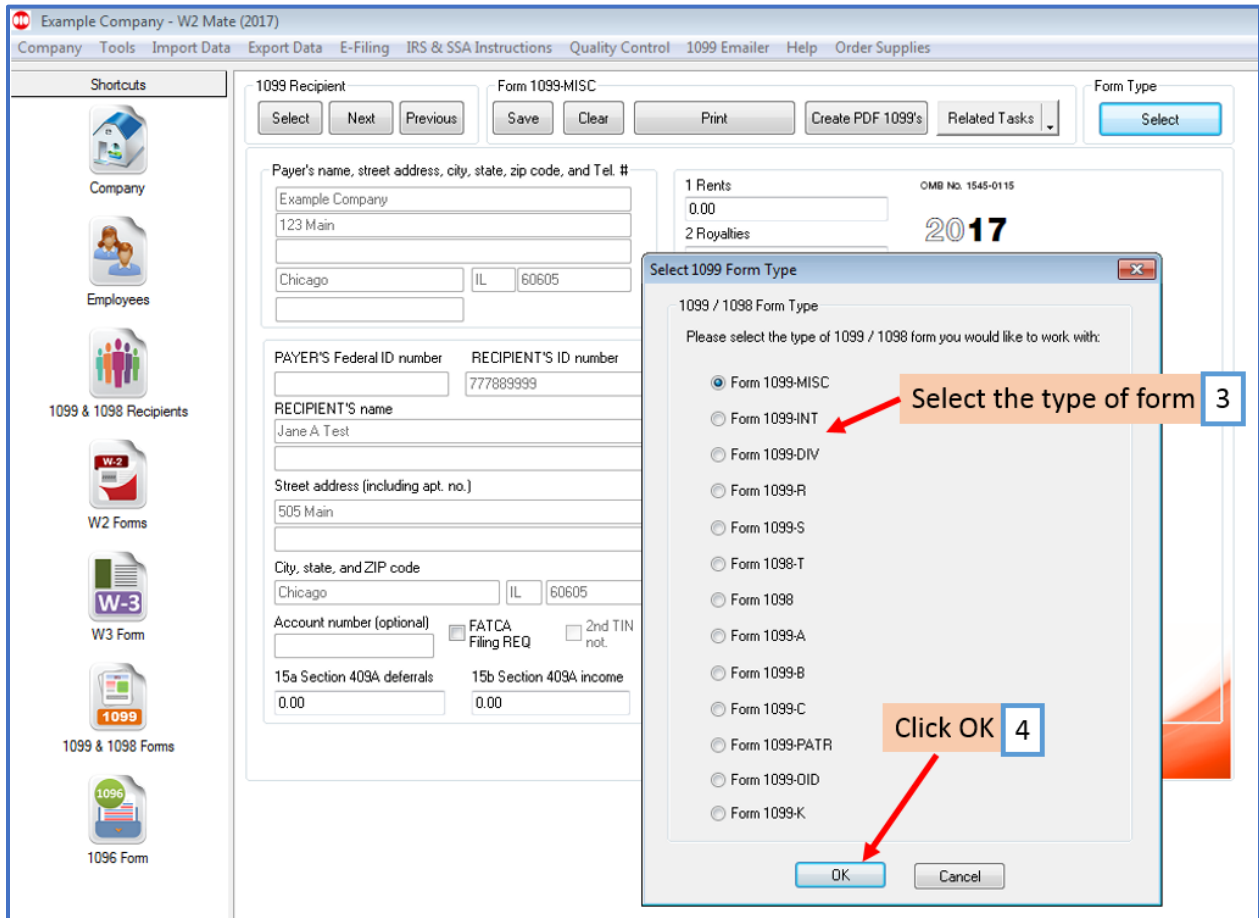 Example Company - W2 Mate (2017)
Company Tools Import Data Export Data E-Filing IRS & SSA Instructions Quality Control 1099 Emailer Help Order Supplies
Shortcuts
Company
Employees
1099 & 1098 Recipients
W-2
W2 Forms
W-3
W3 Form
1099
1099 & 1098 Forms
1096
1096 Form
1099 Recipient
Select Next Previous
Form 1099-MISC
Save Clear Print Create PDF 1099's Related Tasks
Form Type
Select
Payer's name, street address, city, state, zip code, and Tel. #
Example Company
123 Main
Chicago IL 60605
PAYER'S Federal ID number RECIPIENT'S ID number
777889999
RECIPIENT'S name
Jane A Test
Street address (including apt. no.)
505 Main
City, state, and ZIP code
Chicago IL 60605
Account number (optional) FATCA Filing REQ 2nd TIN not.
15a Section 409A deferrals 15b Section 409A income
0.00 0.00
1 Rents
0.00
2 Royalties
OMB No. 1545-0115
2017
Select 1099 Form Type
1099 / 1098 Form Type
Please select the type of 1099 / 1098 form you would like to work with:
Form 1099-MISC
Form 1099-INT
Form 1099-DIV
Form 1099-R
Form 1099-S
Form 1098-T
Form 1098
Form 1099-A
Form 1099-B
Form 1099-C
Form 1099-PATR
Form 1099-OID
Form 1099-K
Select the type of form 3
Click OK 4
OK Cancel